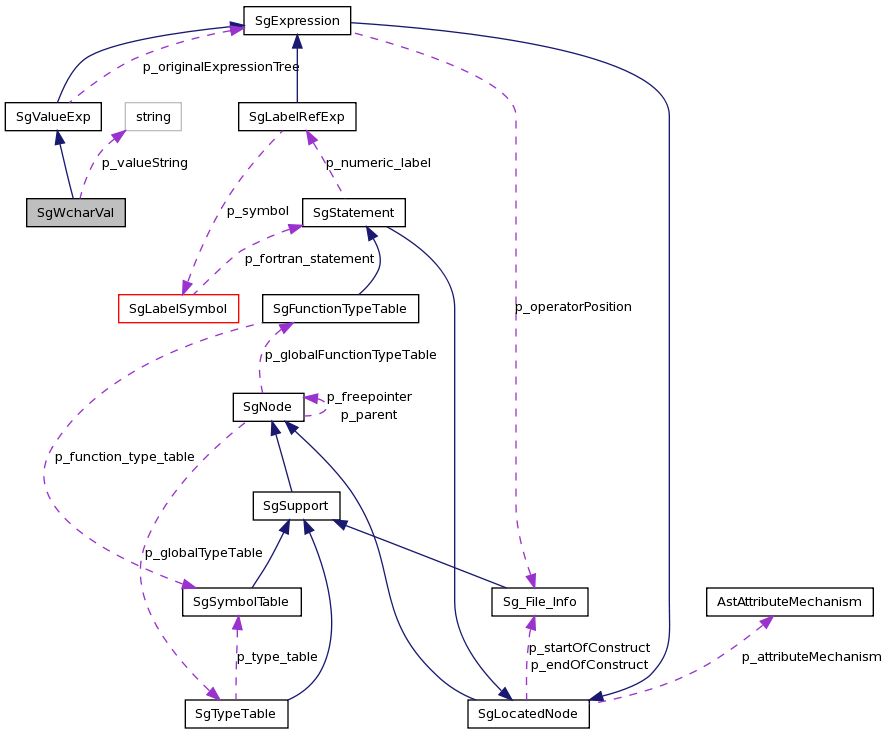 SgExpression
p_originalExpressionTree
SgValueExp
string
SgLabelRefExp
p_valueString
p_numeric_label
SgWcharVal
p_symbol
SgStatement
p_fortran_statement
SgLabelSymbol
SgFunctionTypeTable
p_operatorPosition
p_globalFunctionTypeTable
SgNode
p_freepointer
p_parent
p_function_type_table
SgSupport
p_globalTypeTable
SgSymbolTable
Sg_File_Info
AstAttributeMechanism
p_type_table
p_startOfConstruct
p_endOfConstruct
p_attributeMechanism
SgTypeTable
SgLocatedNode